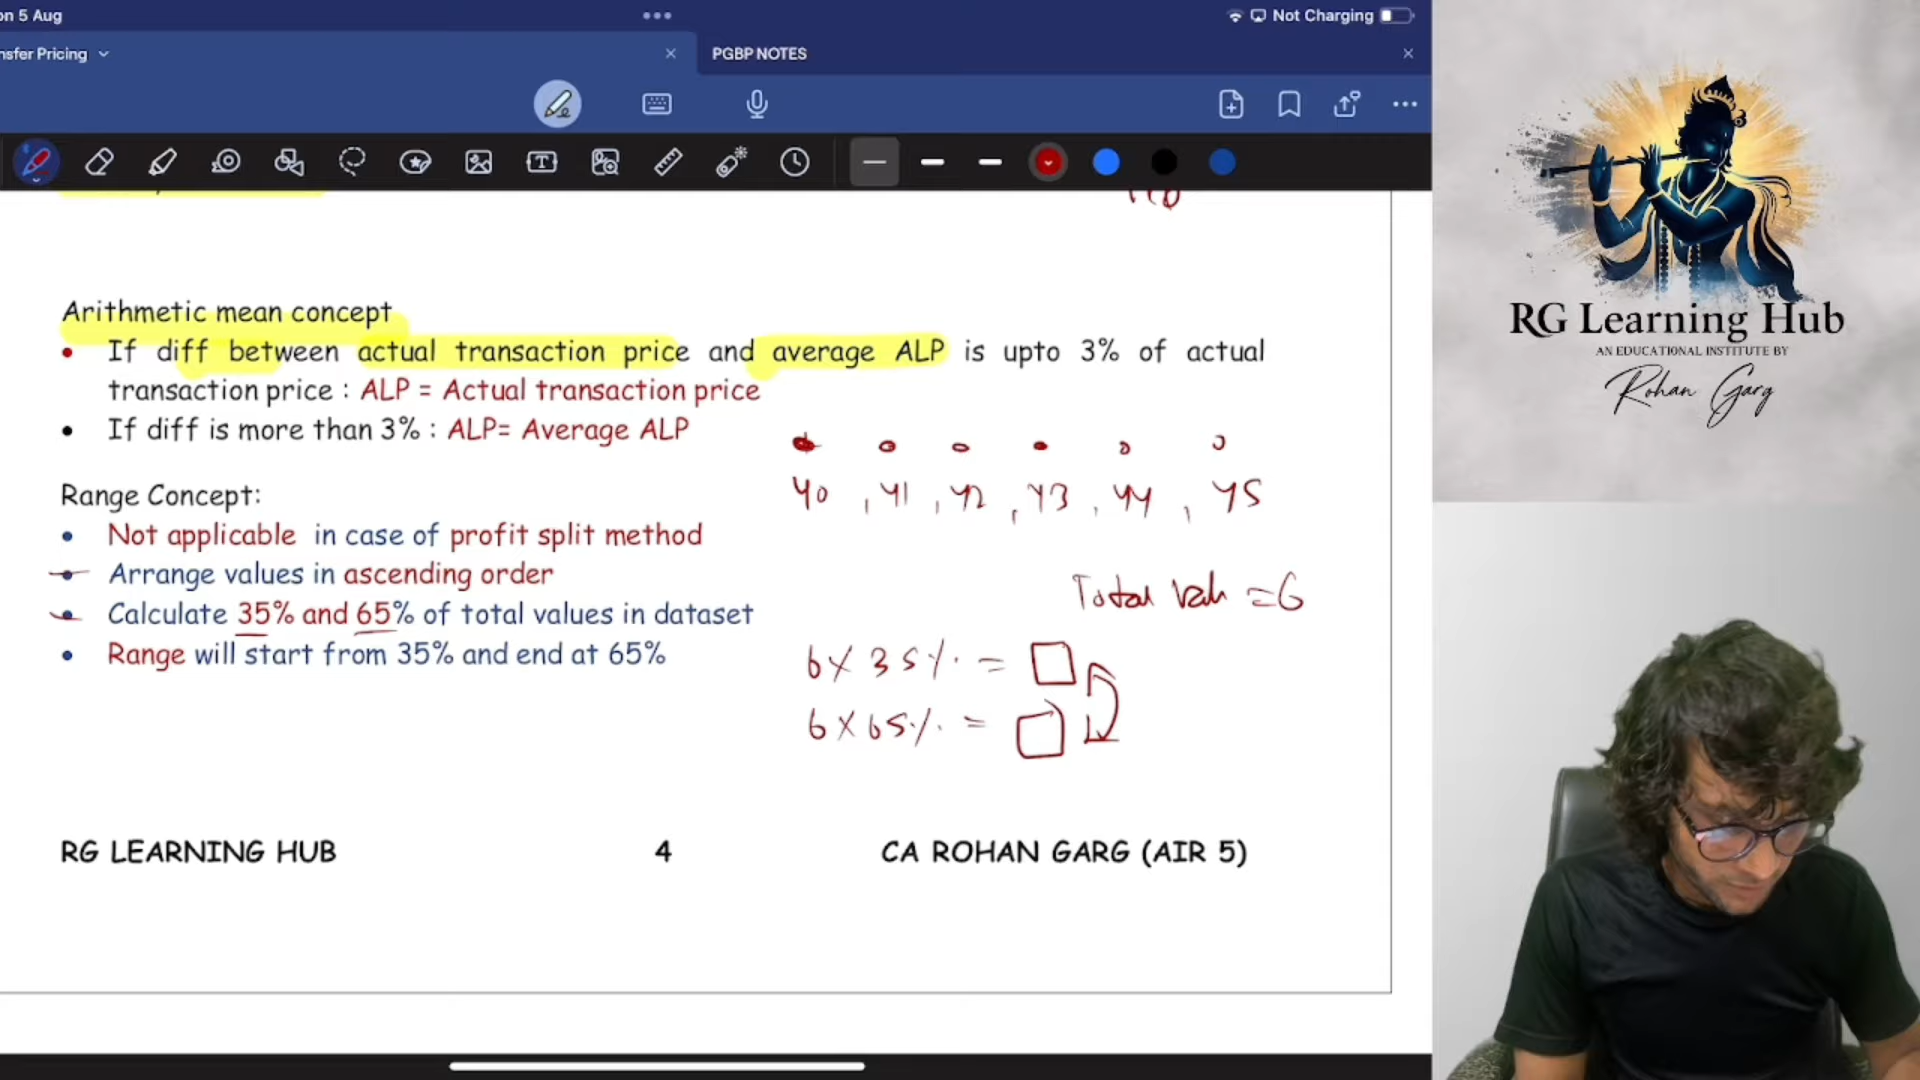 on 5 Aug
Not Charging
nsfer Pricing
PGBP NOTES
Arithmetic mean concept
• If diff between actual transaction price and average ALP is upto 3% of actual
transaction price : ALP = Actual transaction price
• If diff is more than 3% : ALP= Average ALP
40 , 41 , 42 , 43 , 44 , 45
Range Concept:
• Not applicable in case of profit split method
• Arrange values in ascending order
• Calculate 35% and 65% of total values in dataset
• Range will start from 35% and end at 65%
Total = 6
6 X 35% =
6 X 65% =
RG LEARNING HUB
4
CA ROHAN GARG (AIR 5)
RG Learning Hub
AN EDUCATIONAL INSTITUTE BY
Rohan Garg